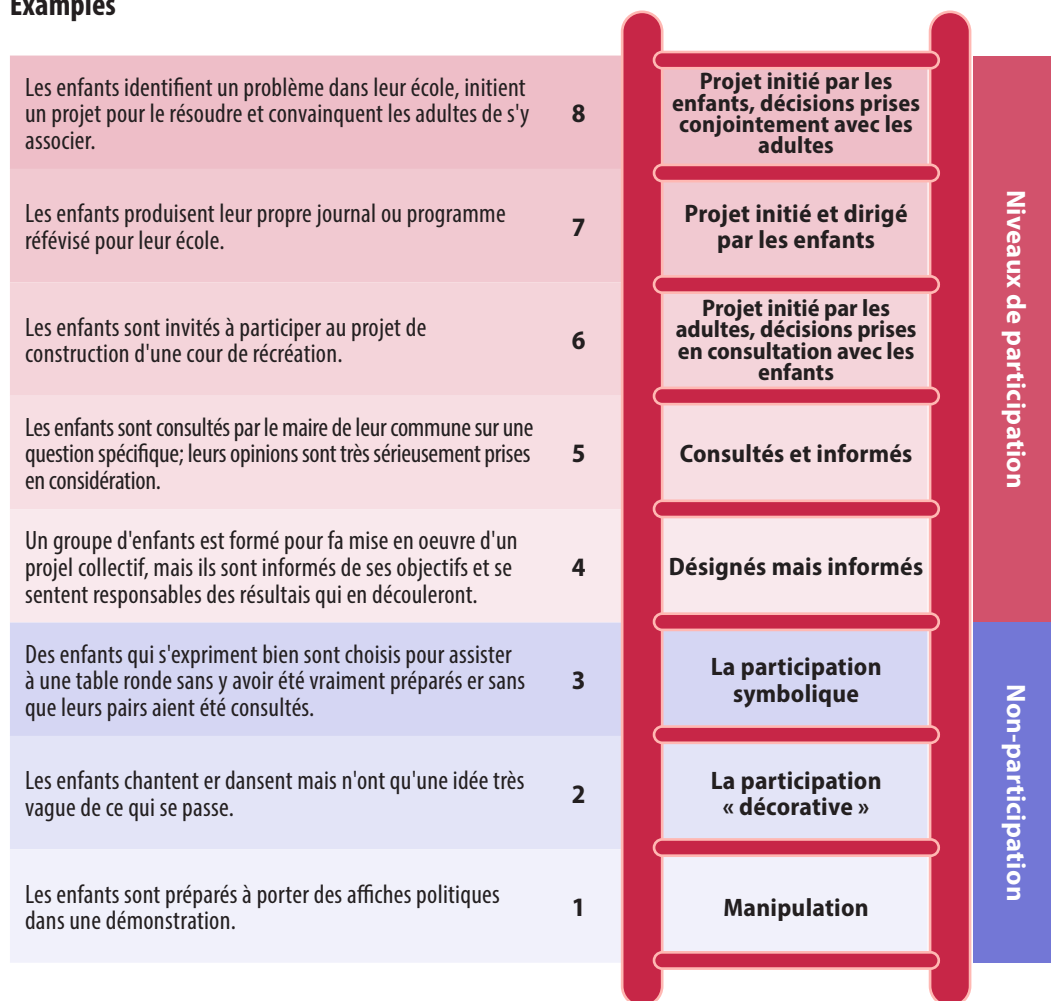 Examples
Les enfants identifient un problème dans leur école, initient
un projet pour le résoudre et convainquent les adultes de s'y
associer.
8
Projet initié par les
enfants, décisions prises
conjointement avec les
adultes
Les enfants produisent leur propre journal ou programme
réfévisé pour leur école.
7
Projet initié et dirigé
par les enfants
Les enfants sont invités à participer au projet de
construction d'une cour de récréation.
6
Projet initié par les
adultes, décisions prises
en consultation avec les
enfants
Les enfants sont consultés par le maire de leur commune sur une
question spécifique; leurs opinions sont très sérieusement prises
en considération.
5
Consultés et informés
Un groupe d'enfants est formé pour fa mise en oeuvre d'un
projel collectif, mais ils sont informés de ses objectifs et se
sentent responsables des résultais qui en découleront.
4
Désignés mais informés
Niveaux de participation
Des enfants qui s'expriment bien sont choisis pour assister
à une table ronde sans y avoir été vraiment préparés er sans
que leurs pairs aient été consultés.
3
La participation
symbolique
Les enfants chantent er dansent mais n'ont qu'une idée très
vague de ce qui se passe.
2
La participation
« décorative »
Les enfants sont préparés à porter des affiches politiques
dans une démonstration.
1
Manipulation
Non-participation